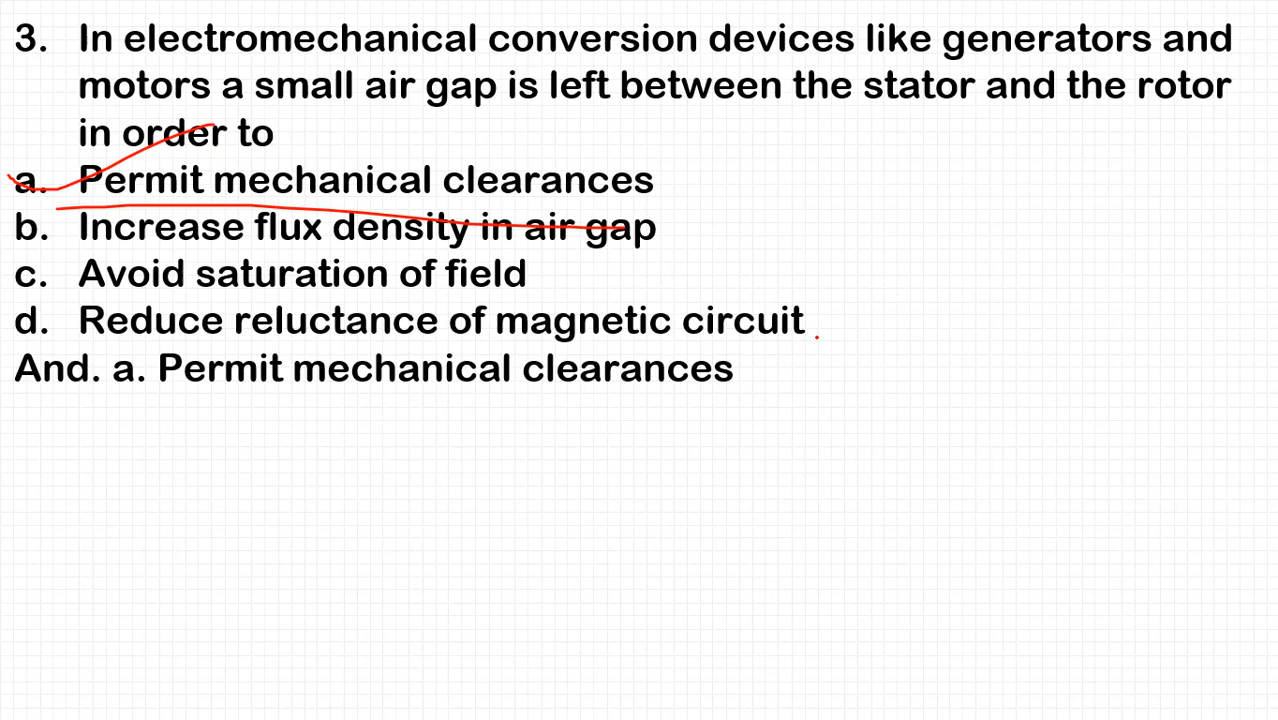 3. In electromechanical conversion devices like generators and
motors a small air gap is left between the stator and the rotor
in order to
a. Permit mechanical clearances
b. Increase flux density in air gap
c. Avoid saturation of field
d. Reduce reluctance of magnetic circuit
And. a. Permit mechanical clearances